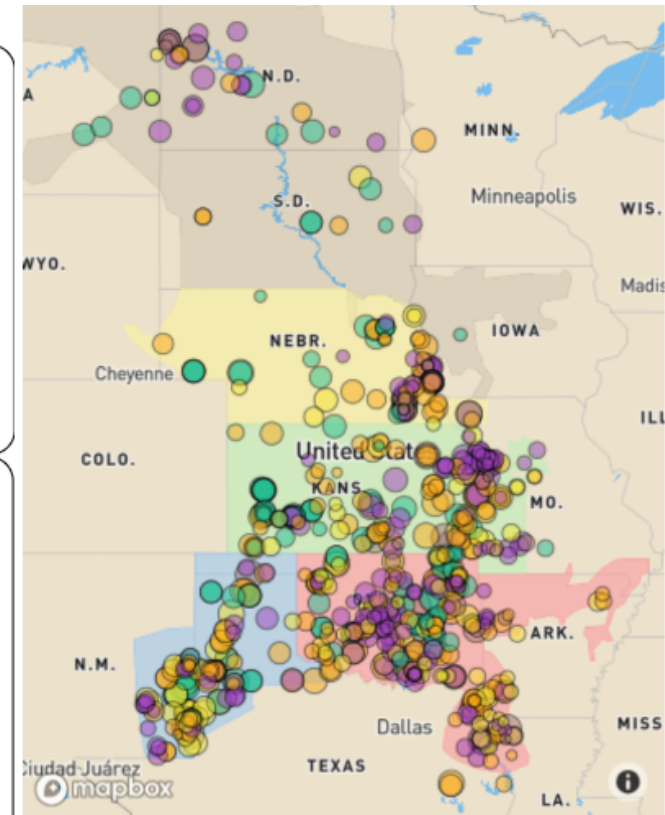 N.D.
A
MINN.
Minneapolis
S.D.
WIS.
WYO.
Madis
NEBR.
IOWA
Cheyenne
ILL
United States
COLO.
KANS.
MO.
N.M.
ARK.
Dallas
MISS
Ciudad Juárez
TEXAS
mapbox
LA.
i